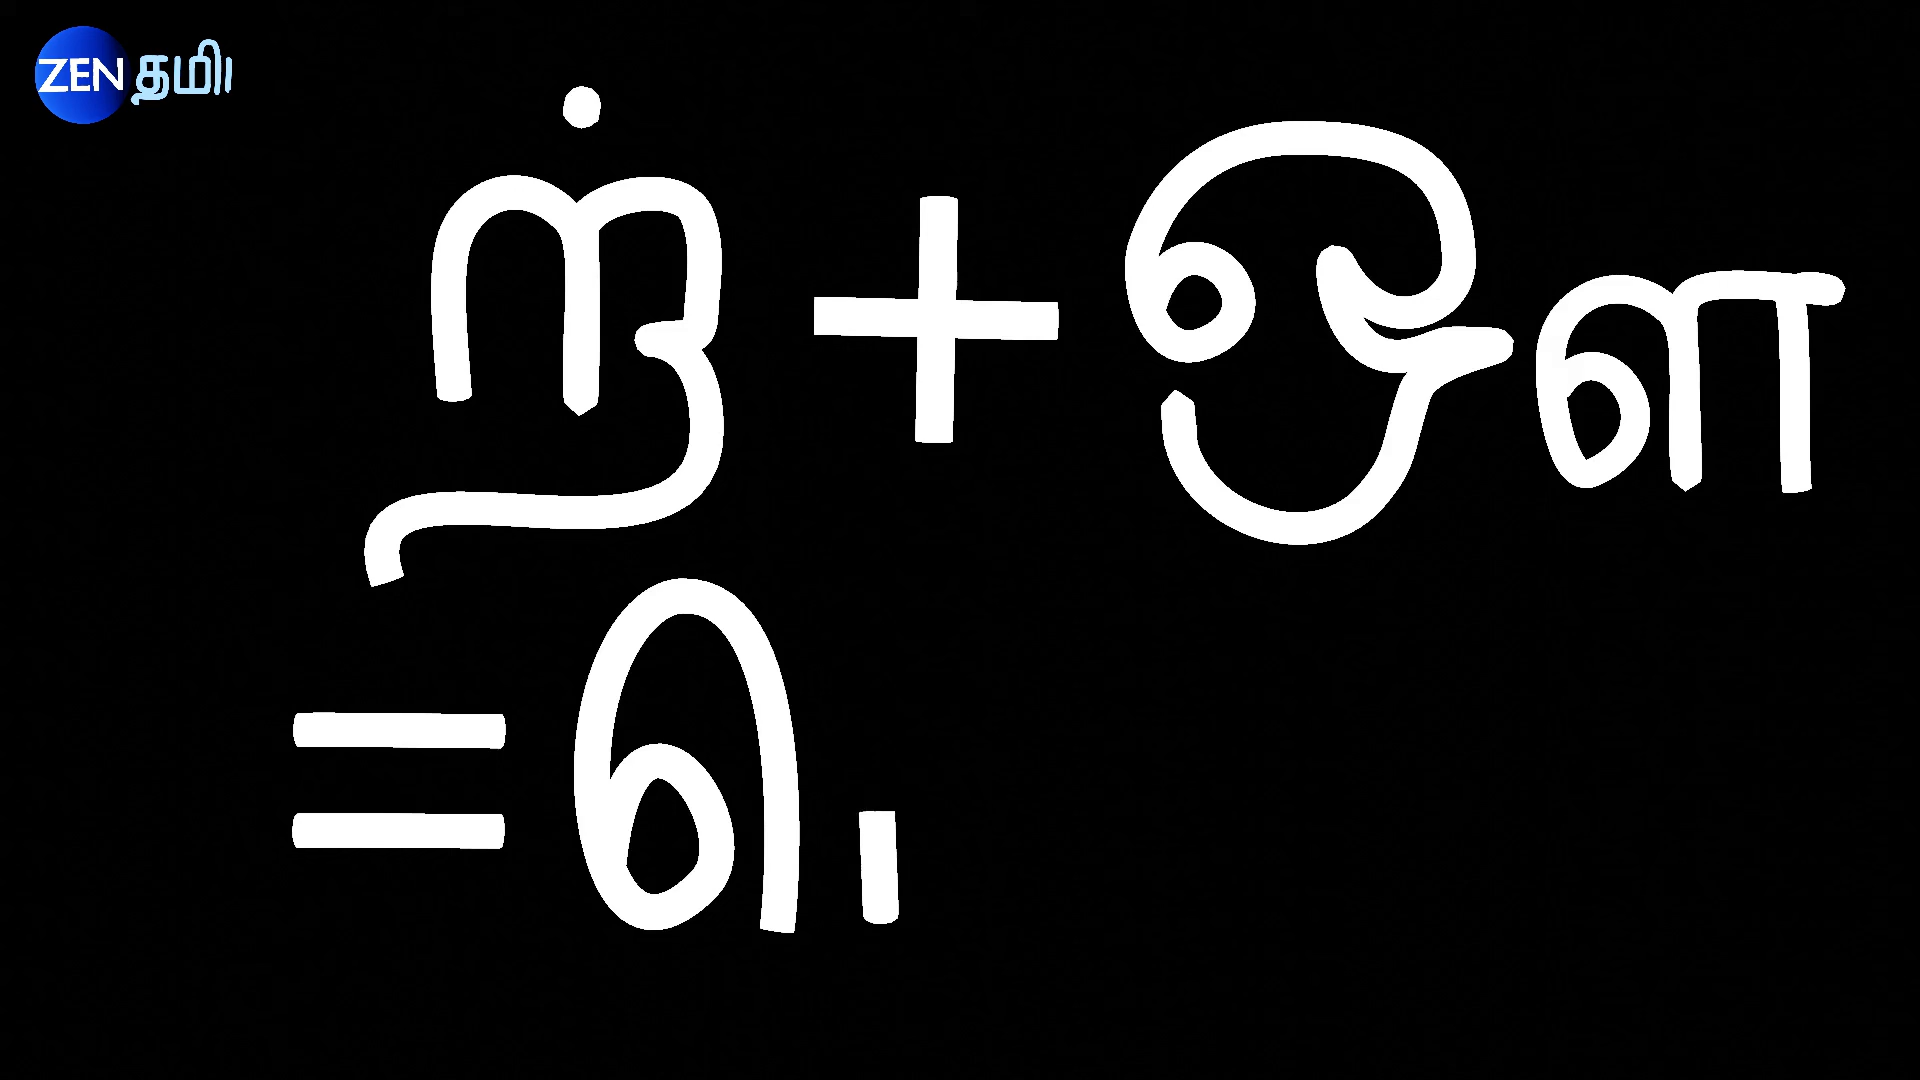 ZEN தமிழ்
ற் + ஔ
= ெ